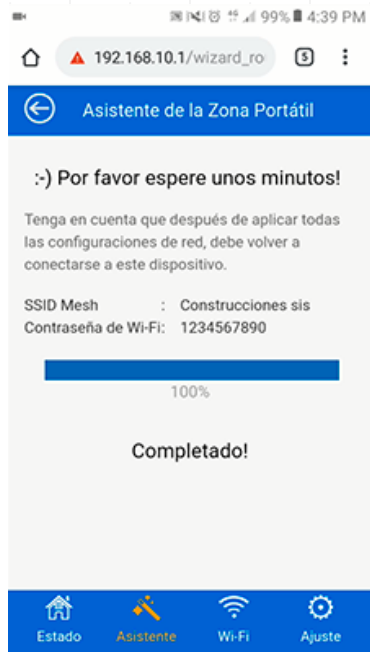 99% 4:39 PM
192.168.10.1/wizard_ro
5
Asistente de la Zona Portátil
:-) Por favor espere unos minutos!
Tenga en cuenta que después de aplicar todas
las configuraciones de red, debe volver a
conectarse a este dispositivo.
SSID Mesh : Construcciones sis
Contraseña de Wi-Fi: 1234567890
100%
Completado!
Estado Asistente Wi-Fi Ajuste